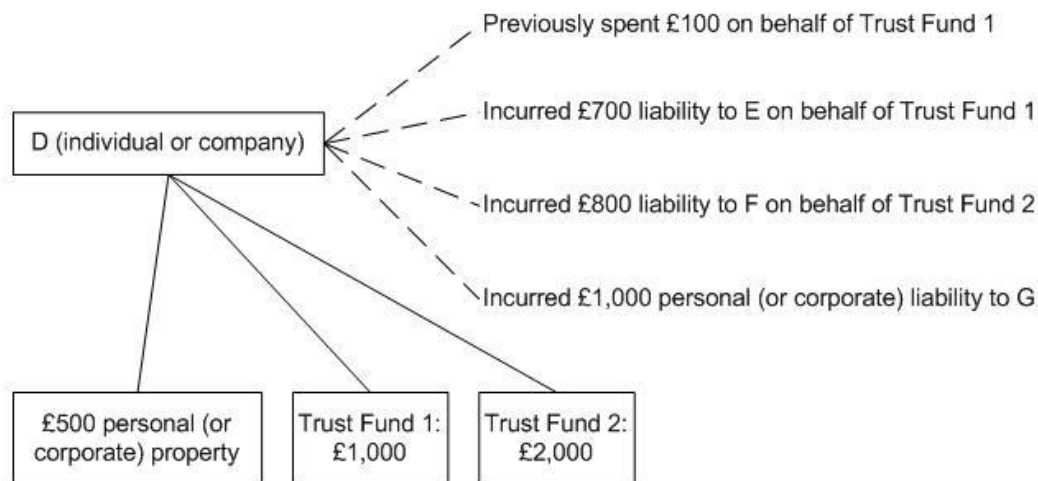 Previously spent £100 on behalf of Trust Fund 1
Incurred £700 liability to E on behalf of Trust Fund 1
D (individual or company)
Incurred £800 liability to F on behalf of Trust Fund 2
Incurred £1,000 personal (or corporate) liability to G
£500 personal (or
corporate) property
Trust Fund 1:
£1,000
Trust Fund 2:
£2,000